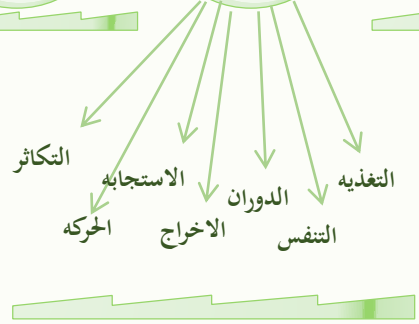 التغذيه
التنفس
الدوران
الاخراج
الاستجابه
الحركه
التكاثر